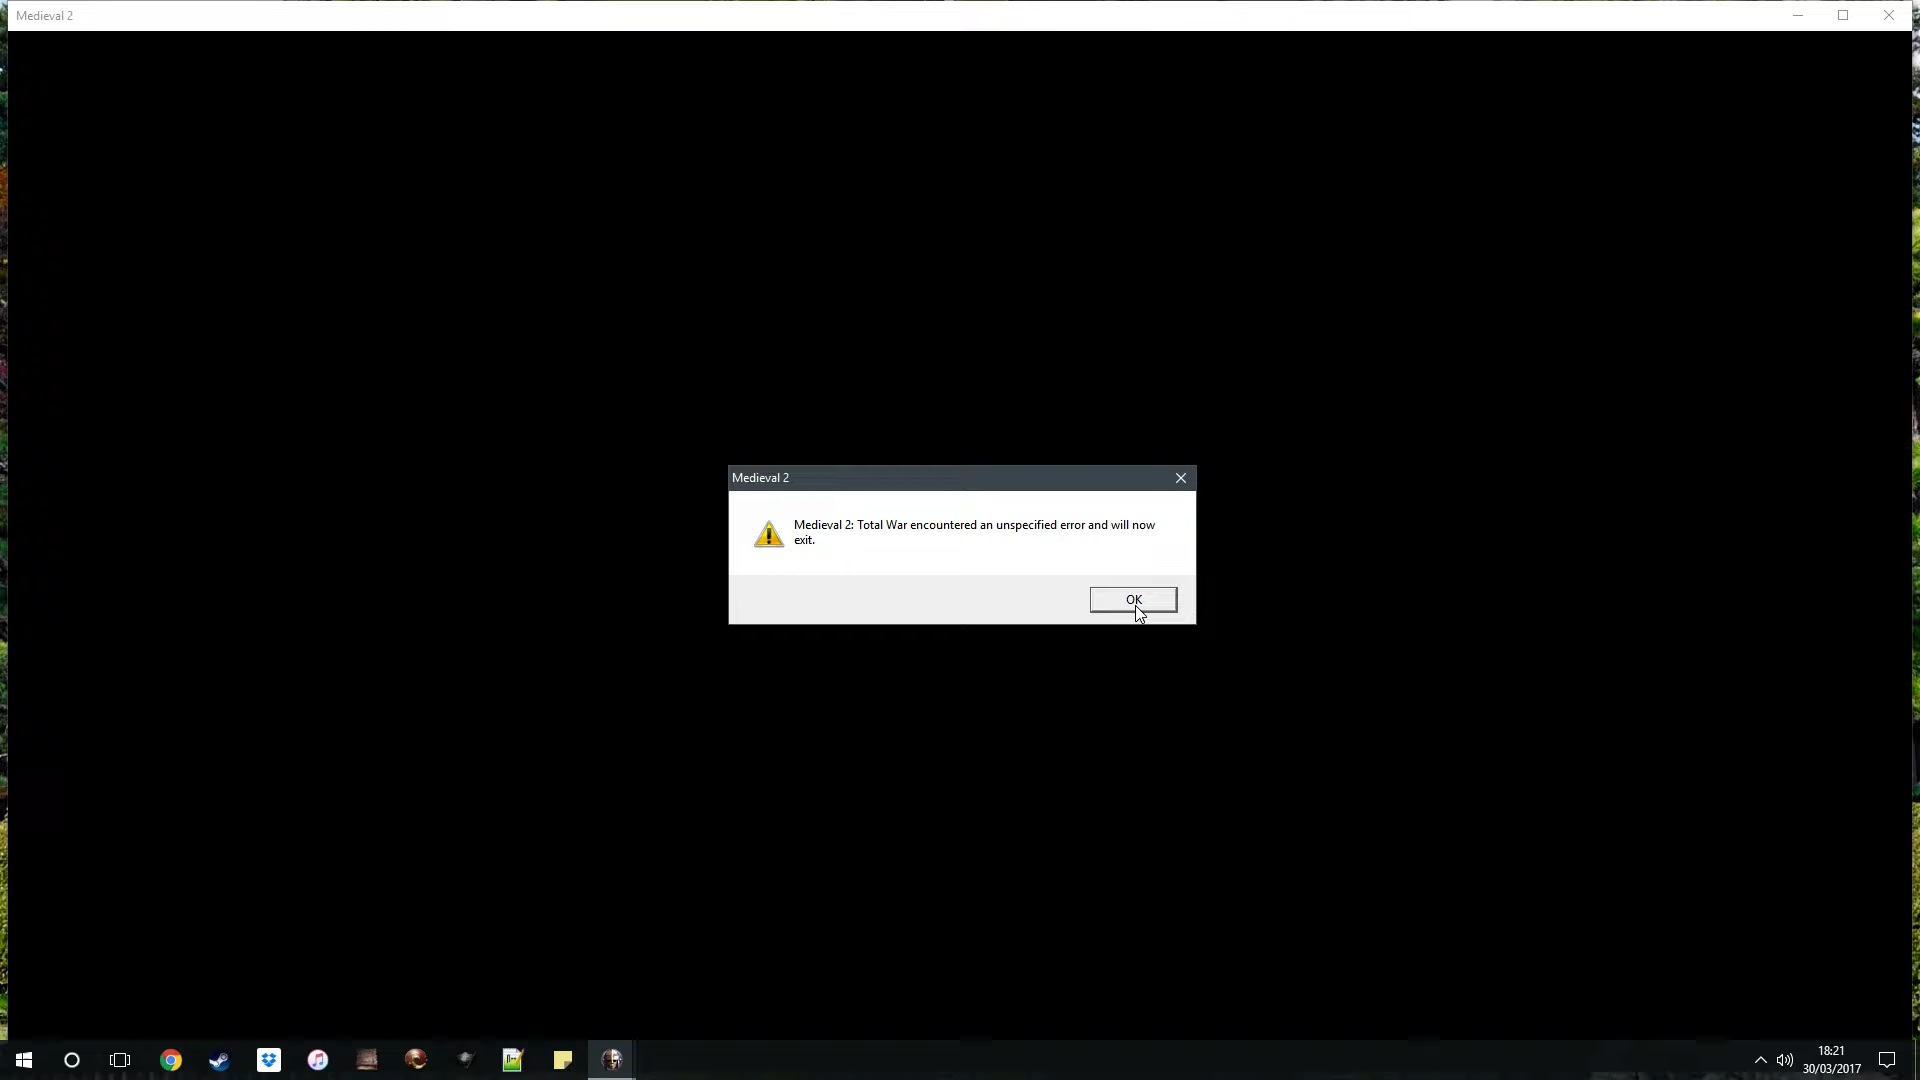 Medieval 2
Medieval 2
Medieval 2: Total War encountered an unspecified error and will now
exit.
OK
18:21
30/03/2017